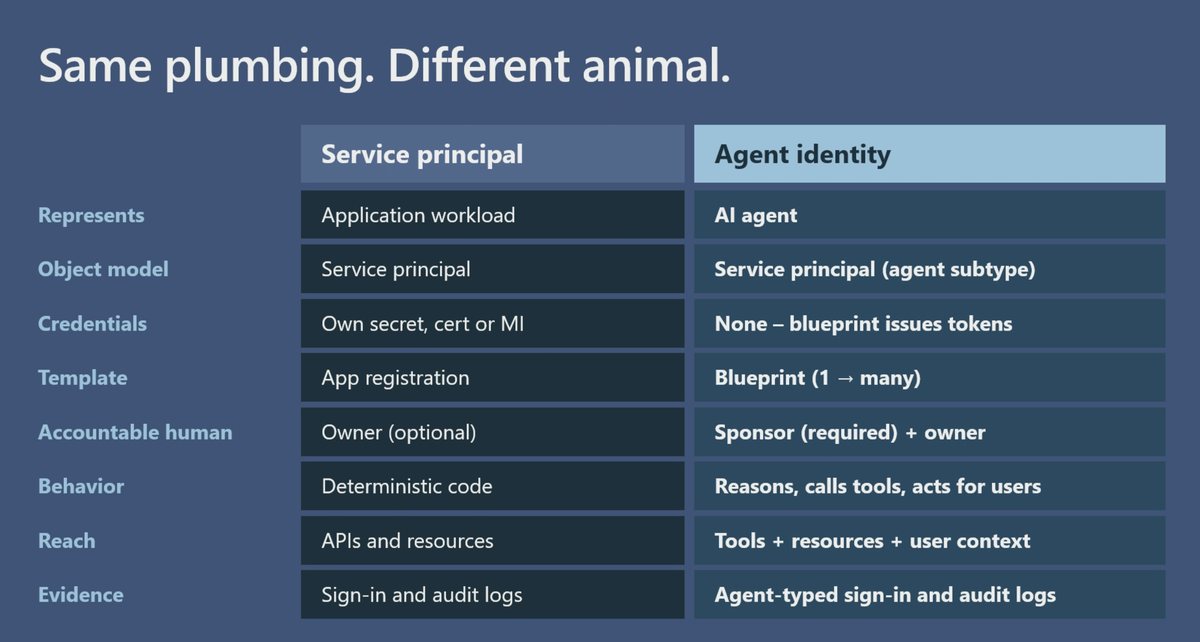 Same plumbing. Different animal.
Service principal
Agent identity
Represents
Application workload
AI agent
Object model
Service principal
Service principal (agent subtype)
Credentials
Own secret, cert or MI
None – blueprint issues tokens
Template
App registration
Blueprint (1 → many)
Accountable human
Owner (optional)
Sponsor (required) + owner
Behavior
Deterministic code
Reasons, calls tools, acts for users
Reach
APIs and resources
Tools + resources + user context
Evidence
Sign-in and audit logs
Agent-typed sign-in and audit logs